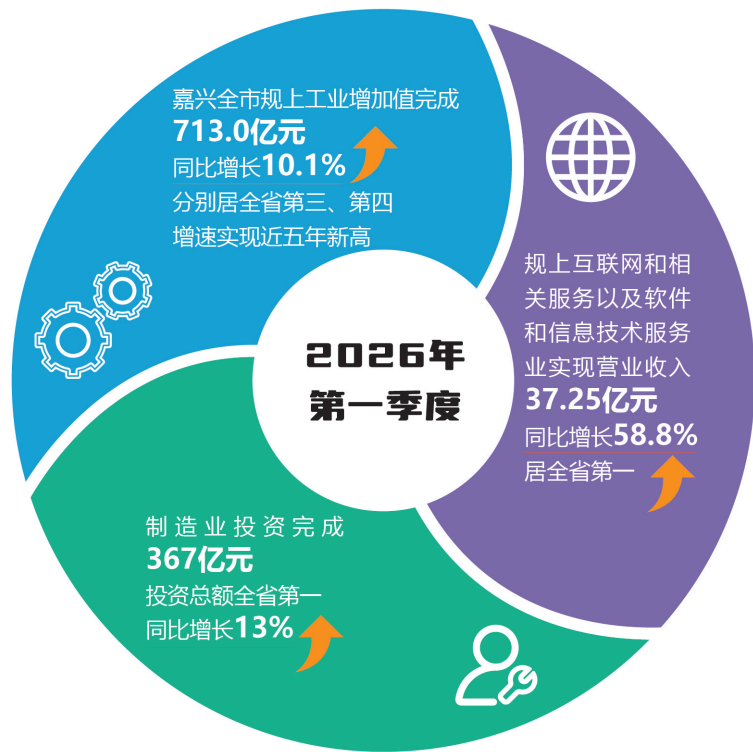 2026年
第一季度
嘉兴全市规上工业增加值完成
713.0亿元
同比增长10.1%
分别居全省第三、第四
增速实现近五年新高
规上互联网和相
关服务以及软件
和信息技术服务
业实现营业收入
37.25亿元
同比增长58.8%
居全省第一
制造业投资完成
367亿元
投资总额全省第一
同比增长13%